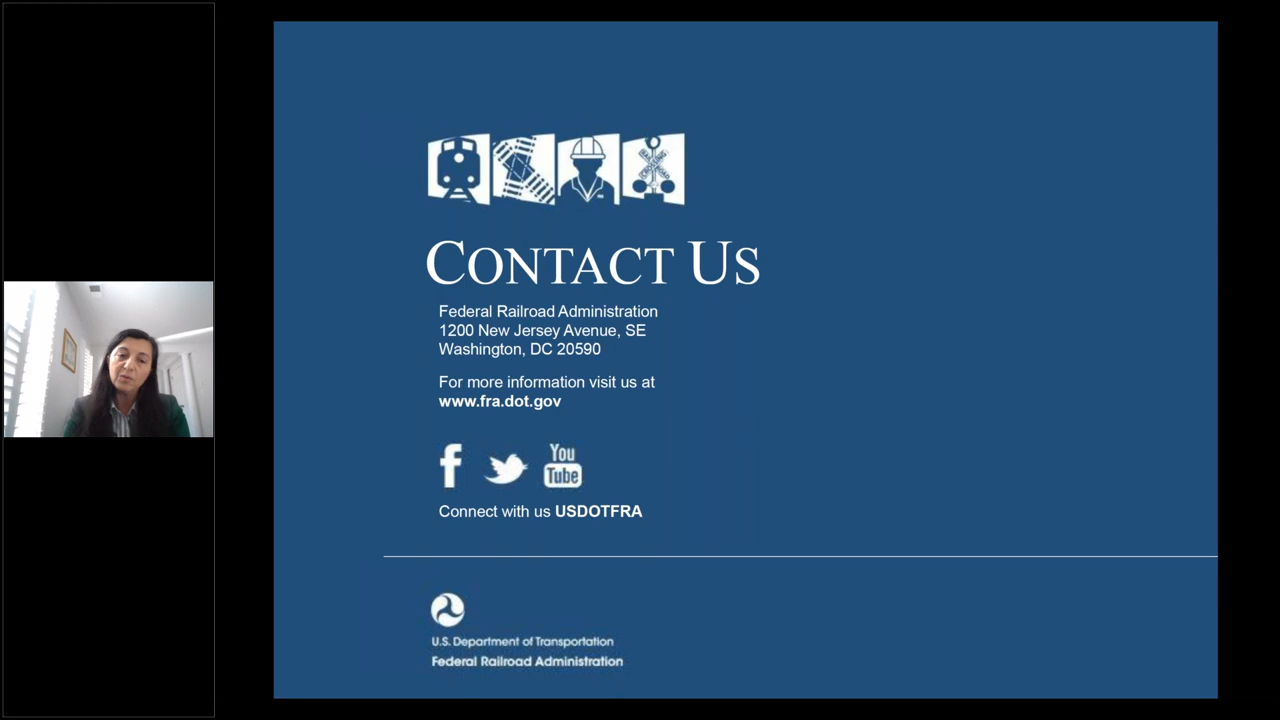 CONTACT US
Federal Railroad Administration
1200 New Jersey Avenue, SE
Washington, DC 20590
For more information visit us at
www.fra.dot.gov
You
Tube
Connect with us USDOTFRA
U.S. Department of Transportation
Federal Railroad Administration